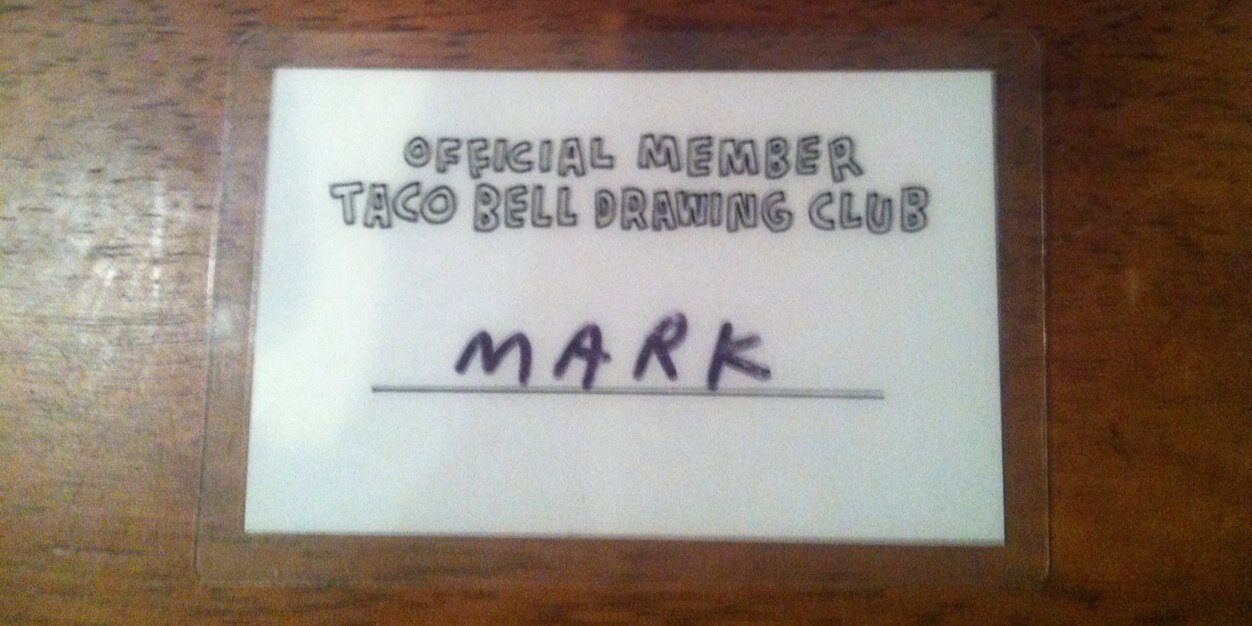 OFFICIAL MEMBER
TACO BELL DRAWING CLUB
MARK